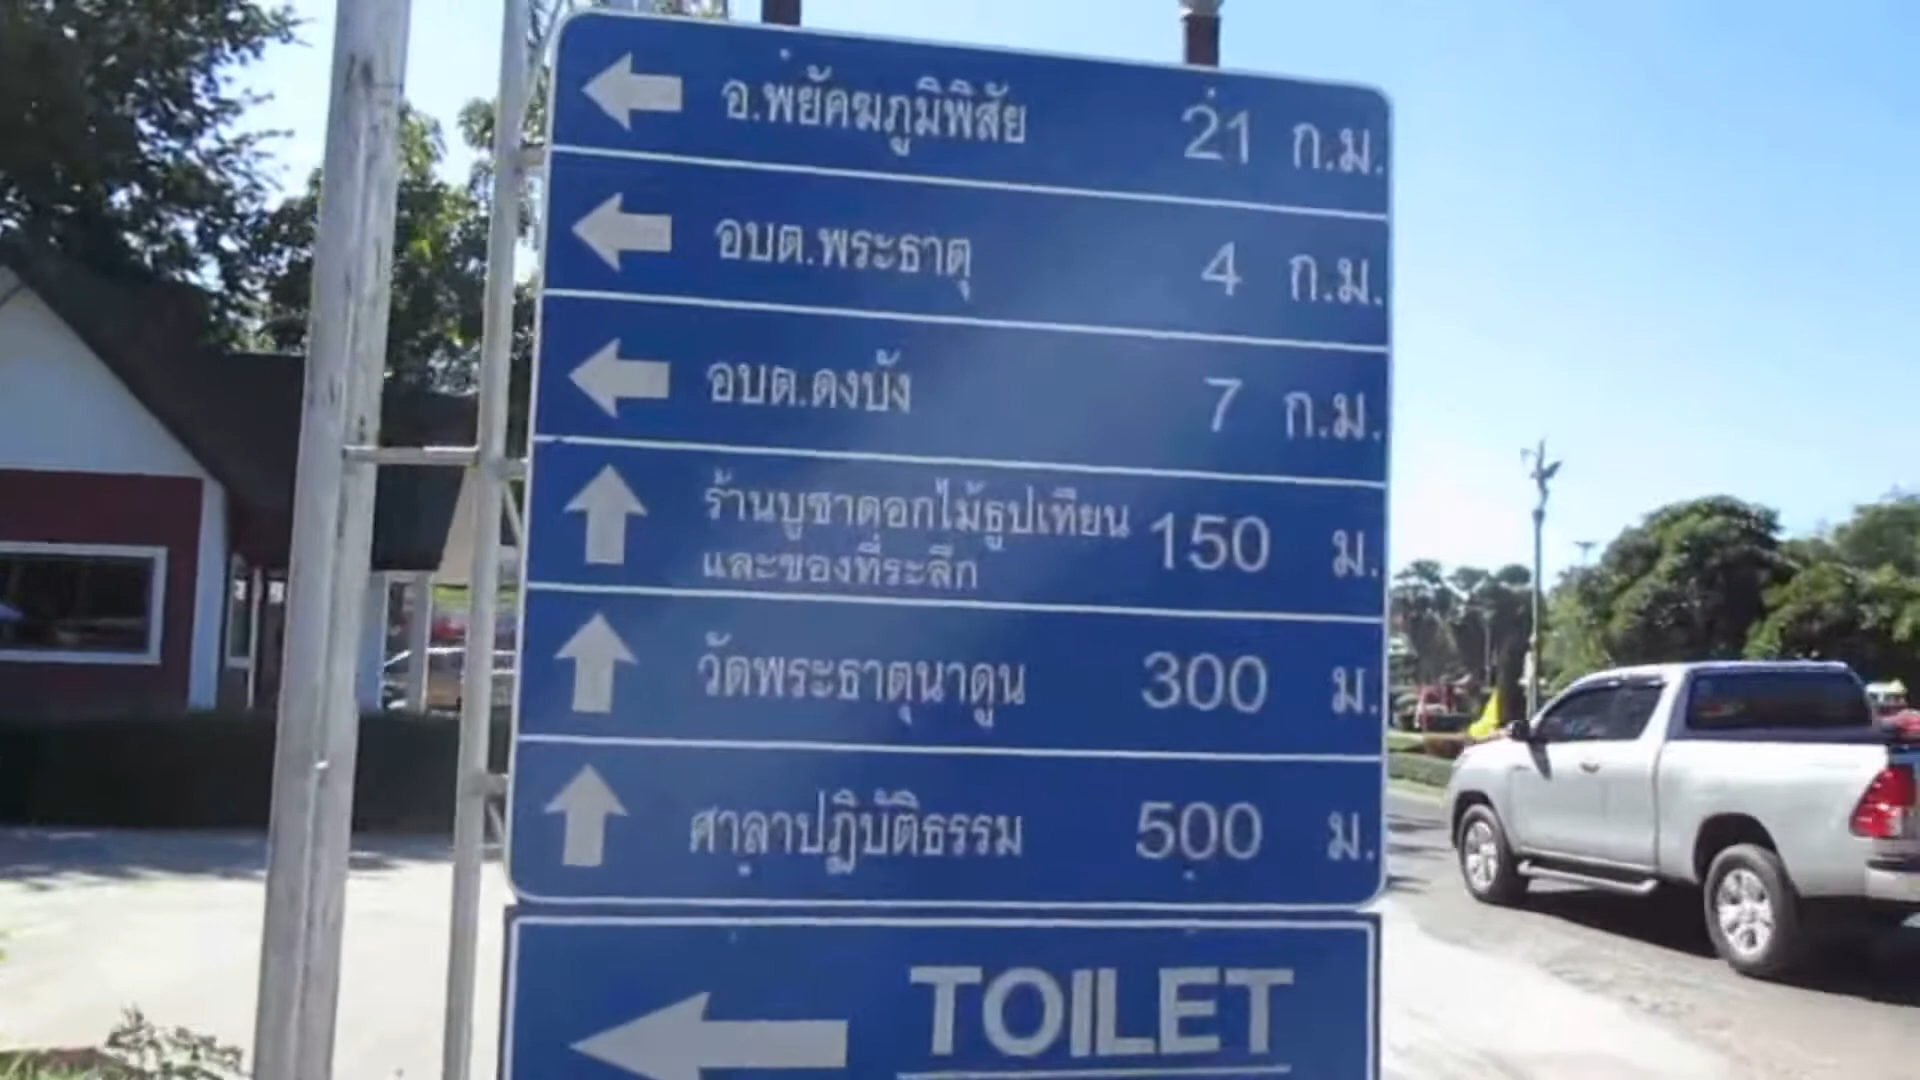 อ.พยัคฆภูมิพิสัย 21 ก.ม.
อบต.พระธาตุ 4 ก.ม.
อบต.ดงบัง 7 ก.ม.
ร้านบูชาดอกไม้ธูปเทียน 150 ม.
และของที่ระลึก
วัดพระธาตุนาดูน 300 ม.
ศาลาปฏิบัติธรรม 500 ม.
TOILET